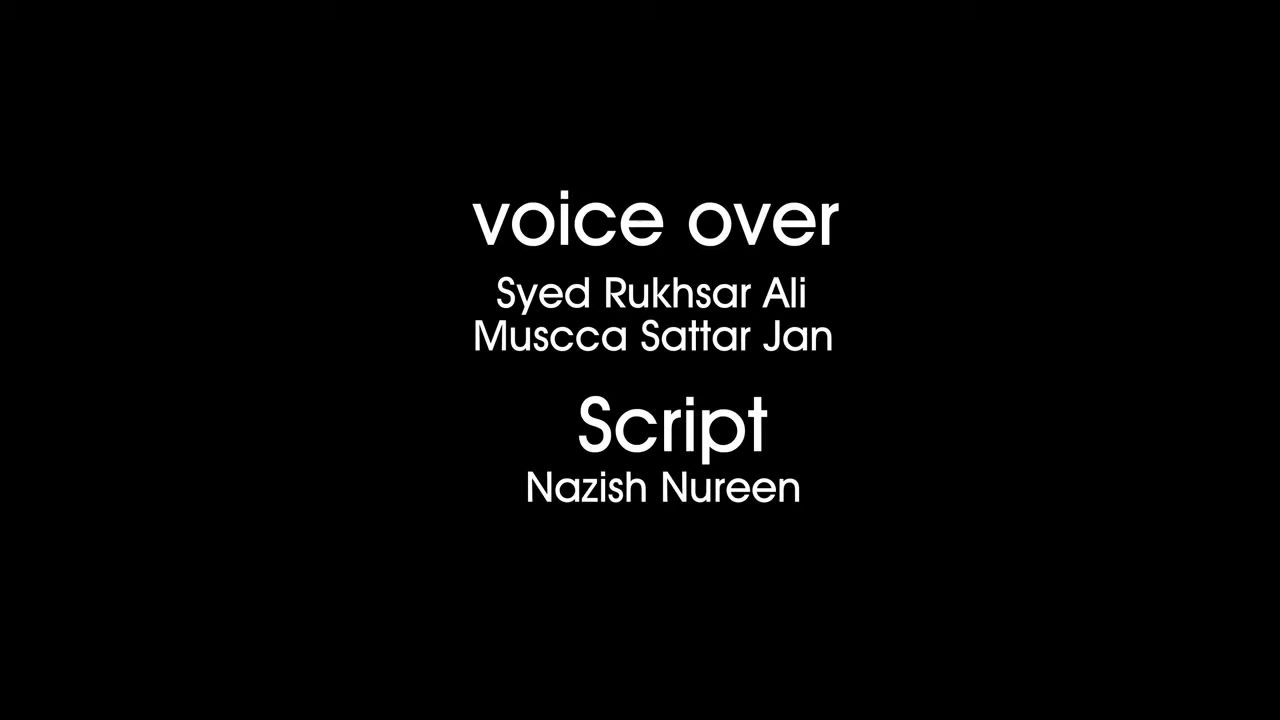 voice over
Syed Rukhsar Ali
Muscca Sattar Jan
Script
Nazish Nureen